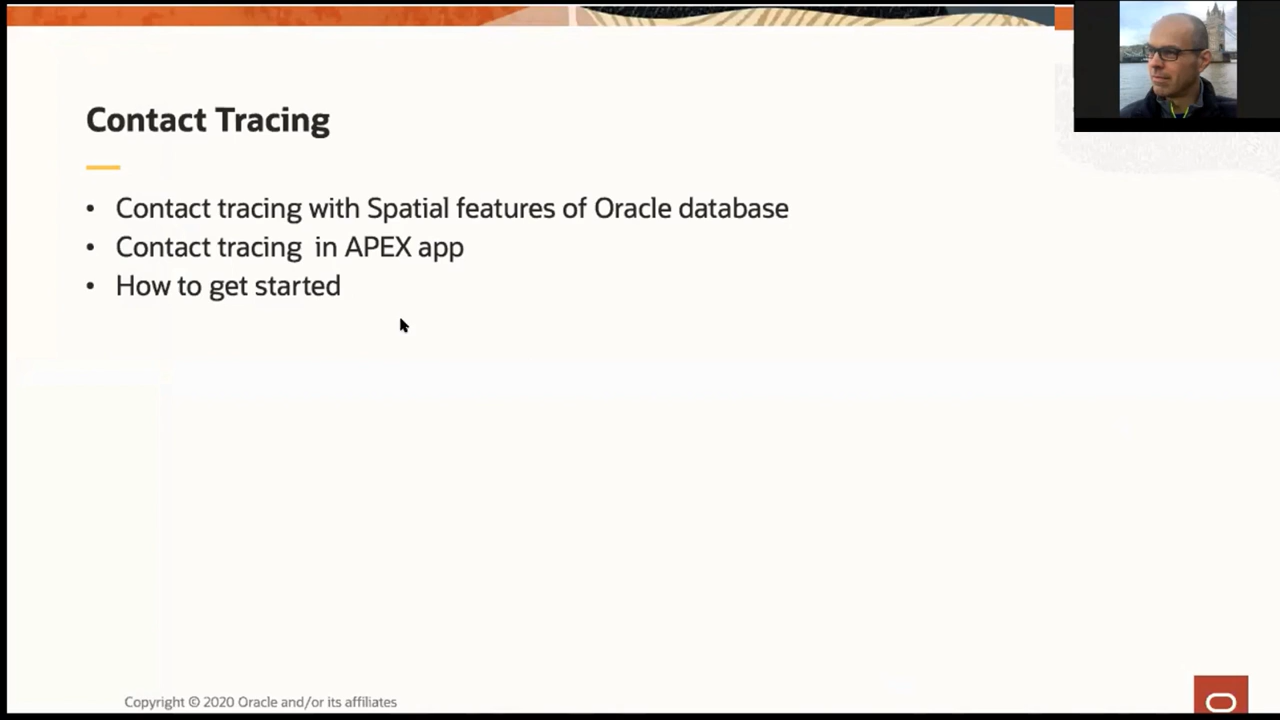 Contact Tracing
• Contact tracing with Spatial features of Oracle database
• Contact tracing  in APEX app
• How to get started
Copyright © 2020 Oracle and/or its affiliates